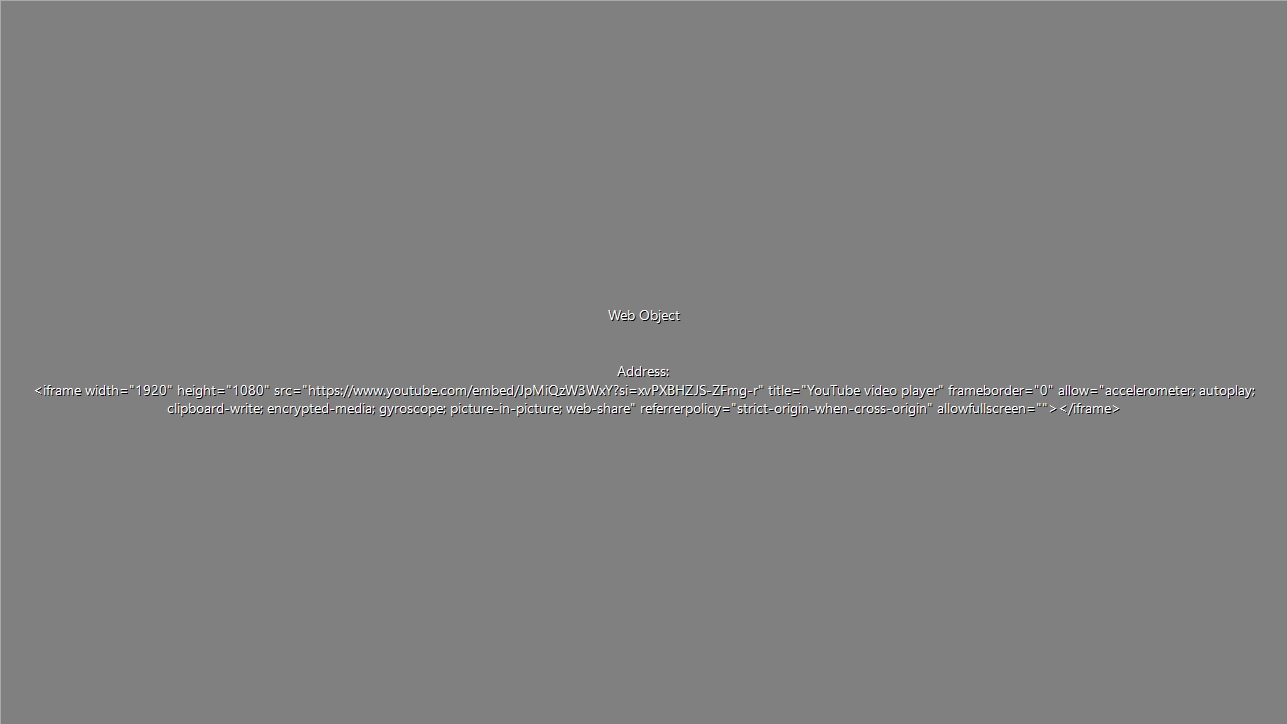 Web Object
Address:
<iframe width="1920" height="1080" src="https://www.youtube.com/embed/JpMiQzW3WxY?si=xvPXBHZJS-ZFmg-r" title="YouTube video player" frameborder="0" allow="accelerometer; autoplay;
clipboard-write; encrypted-media; gyroscope; picture-in-picture; web-share" referrerpolicy="strict-origin-when-cross-origin" allowfullscreen=""></iframe>